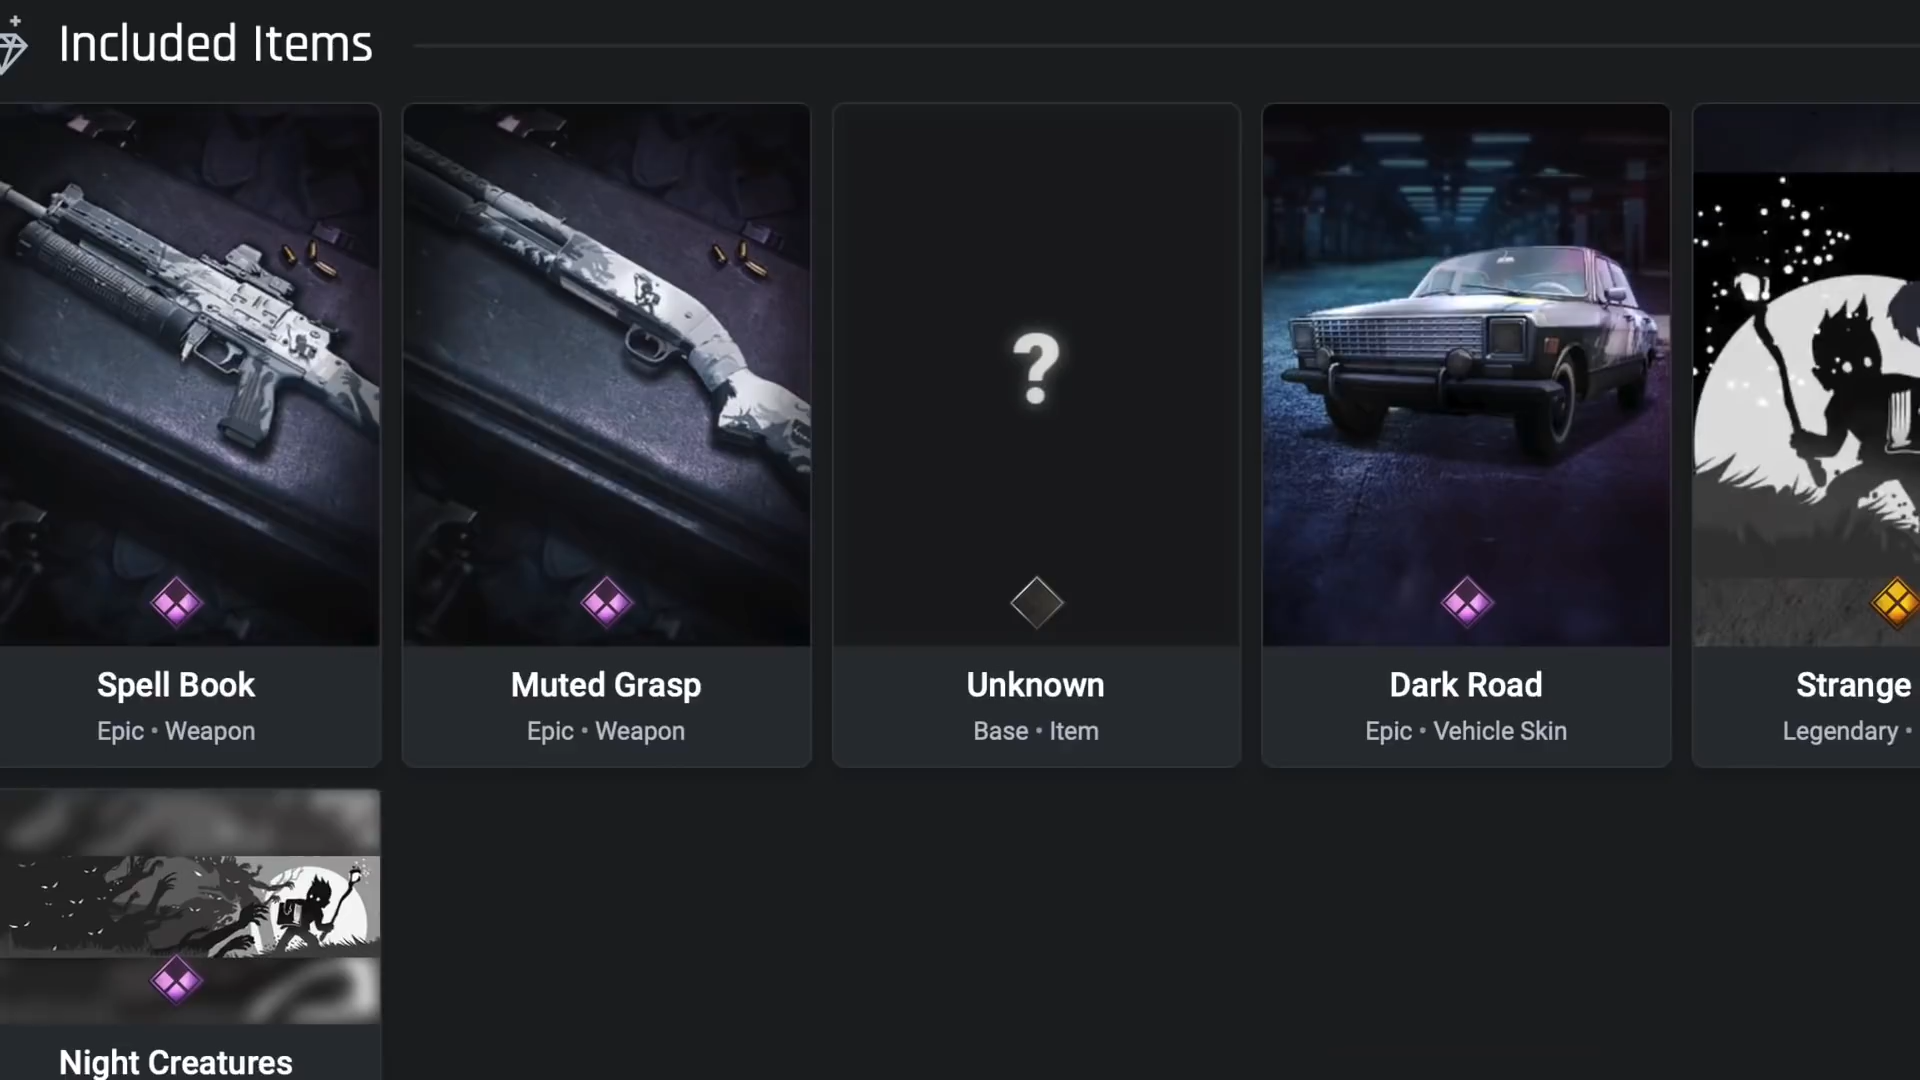 Included Items
Spell Book
Epic • Weapon
Muted Grasp
Epic • Weapon
?
Unknown
Base • Item
Dark Road
Epic • Vehicle Skin
Strange
Legendary •
Night Creatures